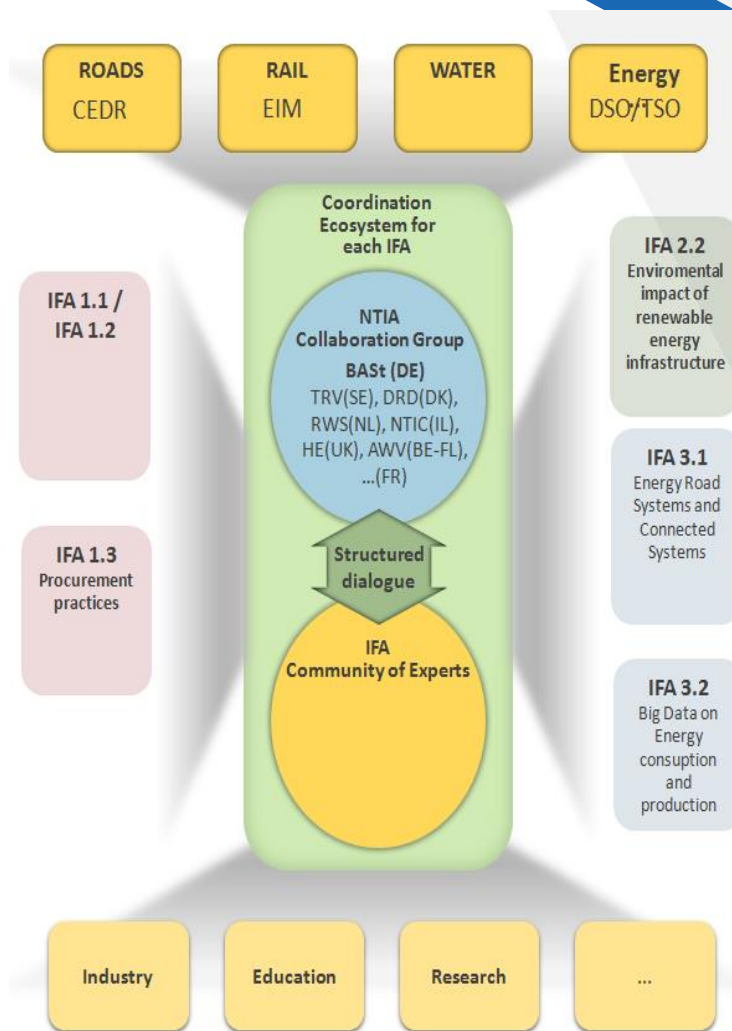 ROADS
CEDR
RAIL
EIM
WATER
Energy
DSO/TSO
Coordination
Ecosystem for
each IFA
NTIA
Collaboration Group
BASt (DE)
TRV(SE), DRD(DK),
RWS(NL), NTIC(IL),
HE(UK), AWV(BE-FL),
...(FR)
Structured
dialogue
IFA
Community of Experts
IFA 1.1 /
IFA 1.2
IFA 1.3
Procurement
practices
IFA 2.2
Enviromental
impact of
renewable
energy
infrastructure
IFA 3.1
Energy Road
Systems and
Connected
Systems
IFA 3.2
Big Data on
Energy
consuption
and
production
Industry
Education
Research
...